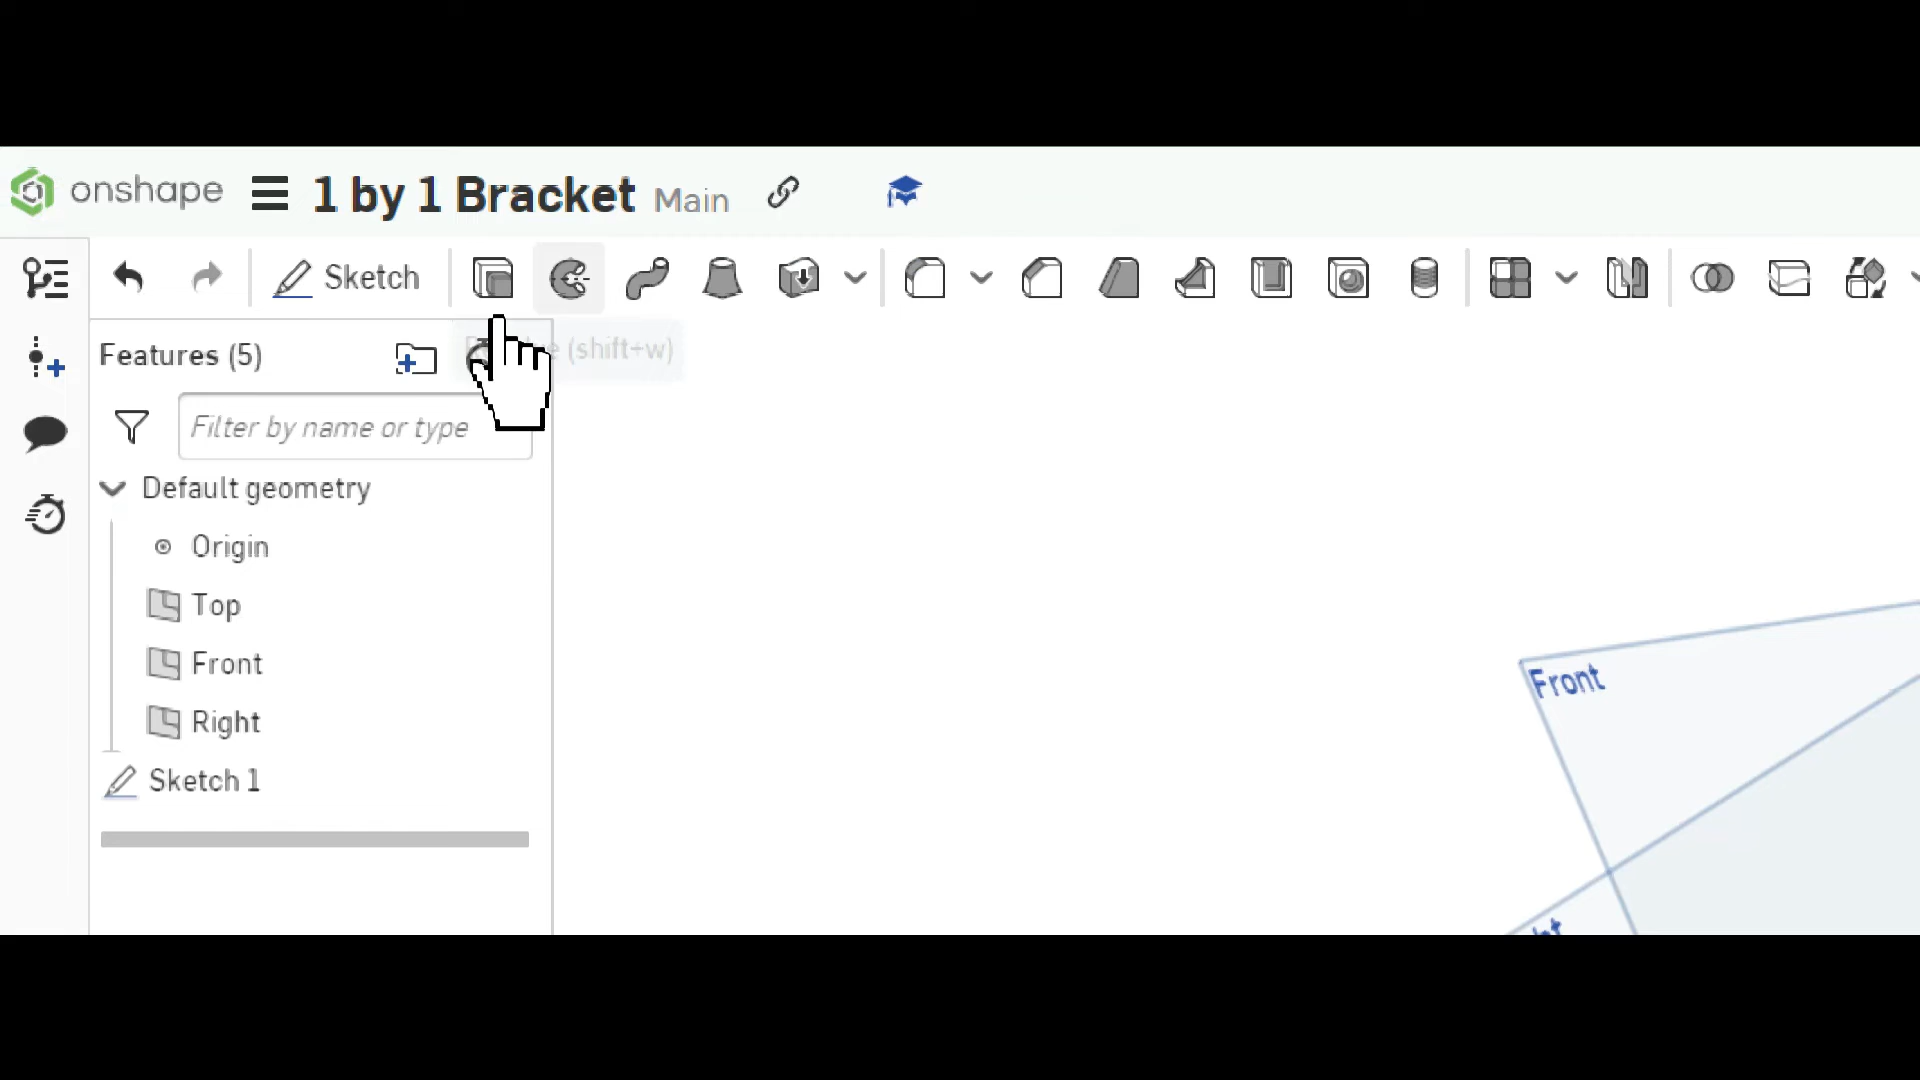 onshape 1 by 1 Bracket Main
Sketch
Features (5) (shift+w)
Filter by name or type
Default geometry
Origin
Top
Front
Right
Sketch 1
Front